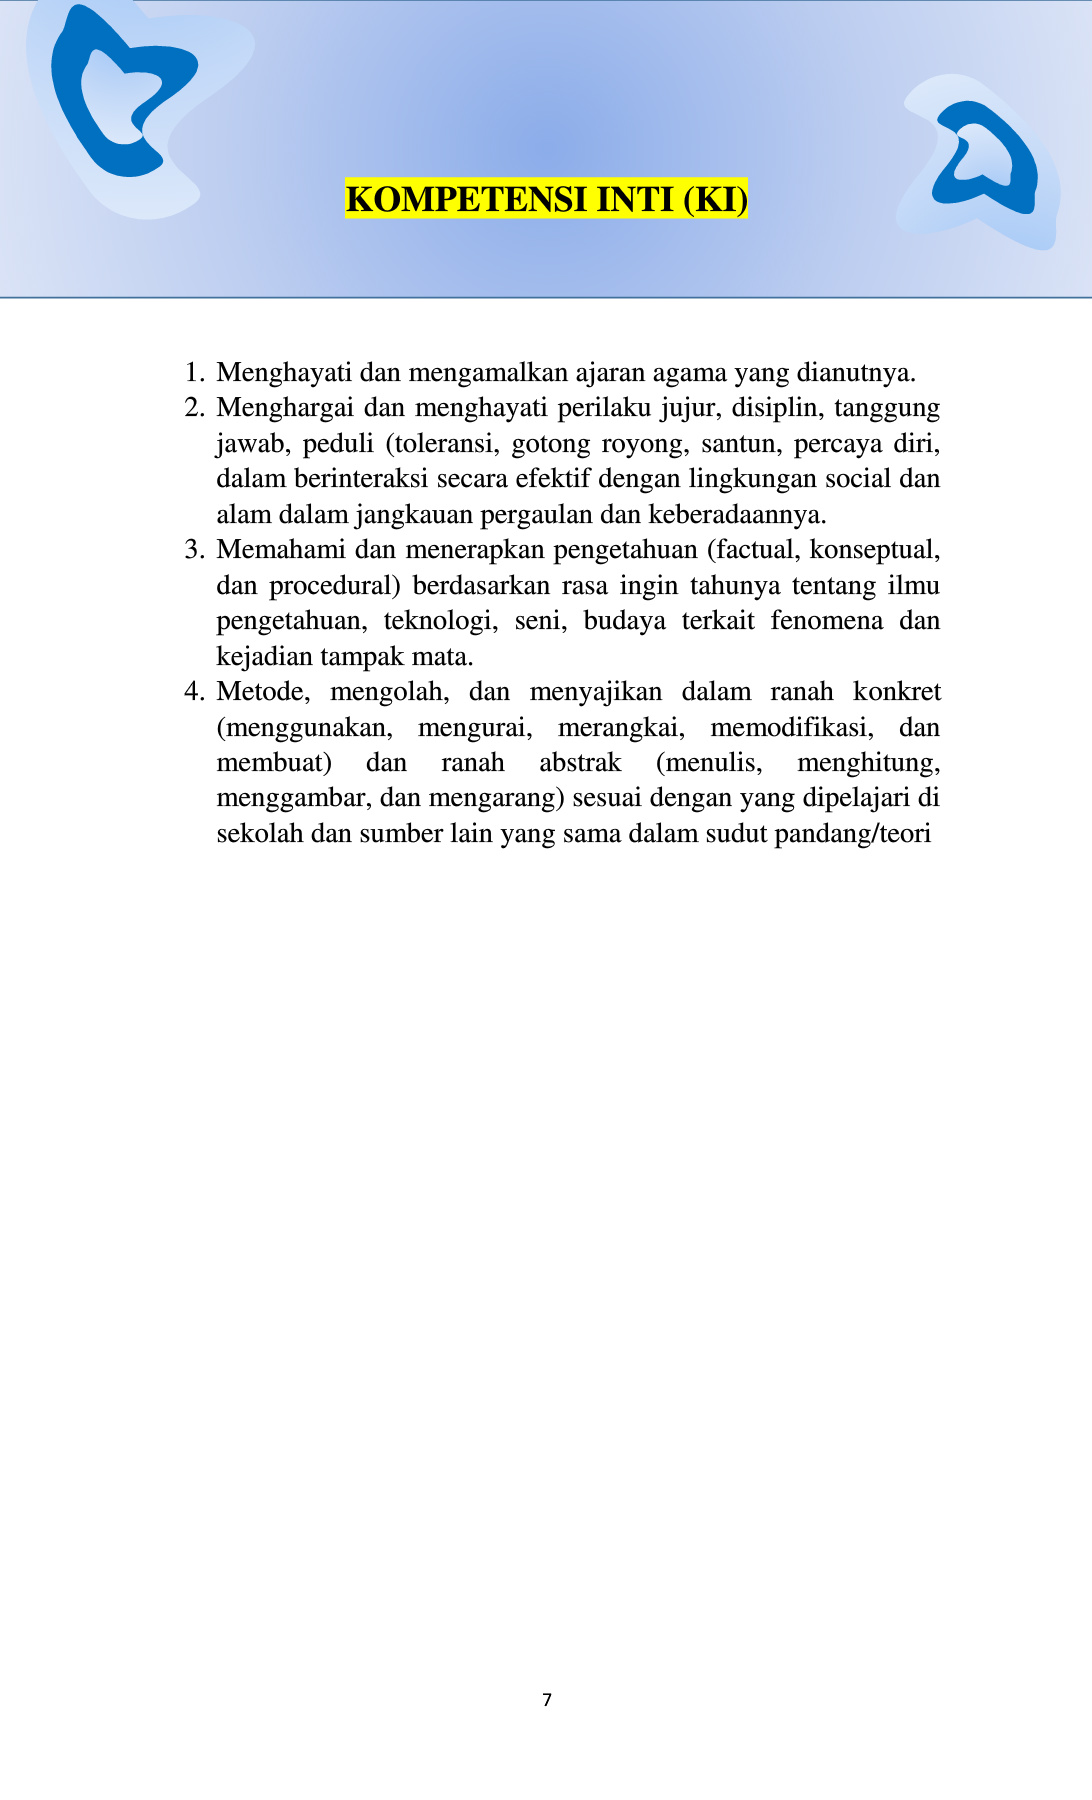 KOMPETENSI INTI (KI)
1. Menghayati dan mengamalkan ajaran agama yang dianutnya.
2. Menghargai dan menghayati perilaku jujur, disiplin, tanggung
jawab, peduli (toleransi, gotong royong, santun, percaya diri,
dalam berinteraksi secara efektif dengan lingkungan social dan
alam dalam jangkauan pergaulan dan keberadaannya.
3. Memahami dan menerapkan pengetahuan (factual, konseptual,
dan procedural) berdasarkan rasa ingin tahunya tentang ilmu
pengetahuan, teknologi, seni, budaya terkait fenomena dan
kejadian tampak mata.
4. Metode, mengolah, dan menyajikan dalam ranah konkret
(menggunakan, mengurai, merangkai, memodifikasi, dan
membuat) dan ranah abstrak (menulis, menghitung,
menggambar, dan mengarang) sesuai dengan yang dipelajari di
sekolah dan sumber lain yang sama dalam sudut pandang/teori
7